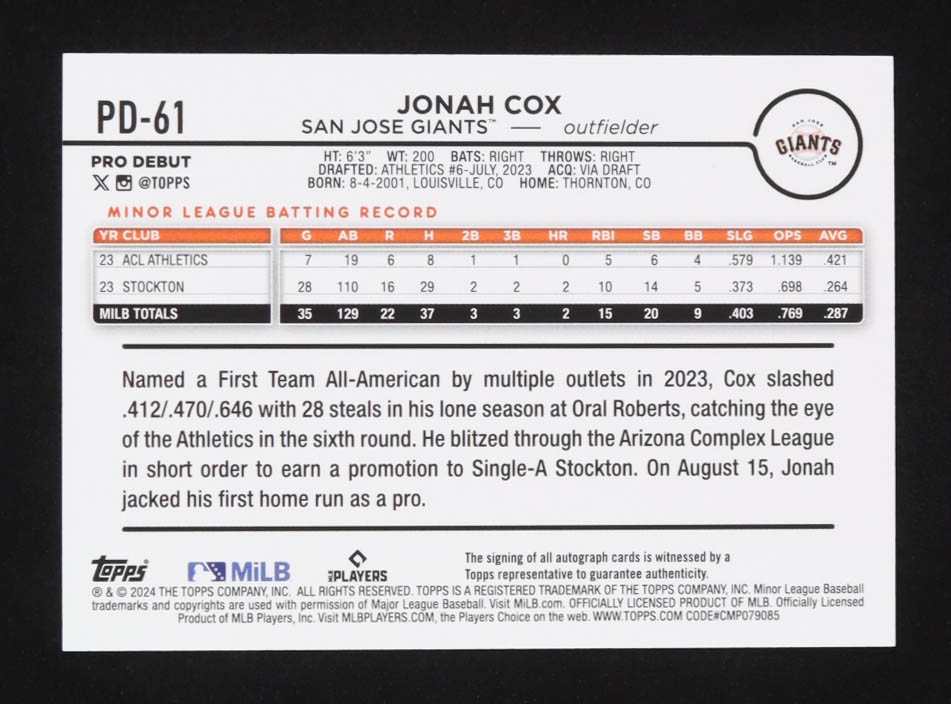 PD-61
JONAH COX
SAN JOSE GIANTS™ — outfielder
SAN JOSE
GIANTS
BASEBALL CLUB
™
PRO DEBUT
@TOPPS
HT: 6'3" WT: 200 BATS: RIGHT THROWS: RIGHT
DRAFTED: ATHLETICS #6-JULY, 2023 ACQ: VIA DRAFT
BORN: 8-4-2001, LOUISVILLE, CO HOME: THORNTON, CO
MINOR LEAGUE BATTING RECORD
YR CLUB G AB R H 2B 3B HR RBI SB BB SLG OPS AVG
23 ACL ATHLETICS 7 19 6 8 1 1 0 5 6 4 .579 1.139 .421
23 STOCKTON 28 110 16 29 2 2 2 10 14 5 .373 .698 .264
MILB TOTALS 35 129 22 37 3 3 2 15 20 9 .403 .769 .287
Named a First Team All-American by multiple outlets in 2023, Cox slashed
.412/.470/.646 with 28 steals in his lone season at Oral Roberts, catching the eye
of the Athletics in the sixth round. He blitzed through the Arizona Complex League
in short order to earn a promotion to Single-A Stockton. On August 15, Jonah
jacked his first home run as a pro.
Topps® MiLB MLB PLAYERS
The signing of all autograph cards is witnessed by a
Topps representative to guarantee authenticity.
® & © 2024 THE TOPPS COMPANY, INC. ALL RIGHTS RESERVED. TOPPS IS A REGISTERED TRADEMARK OF THE TOPPS COMPANY, INC. Minor League Baseball
trademarks and copyrights are used with permission of Major League Baseball. Visit MiLB.com. OFFICIALLY LICENSED PRODUCT OF MLB. Officially Licensed
Product of MLB Players, Inc. Visit MLBPLAYERS.COM, the Players Choice on the web. WWW.TOPPS.COM CODE#CMP079085